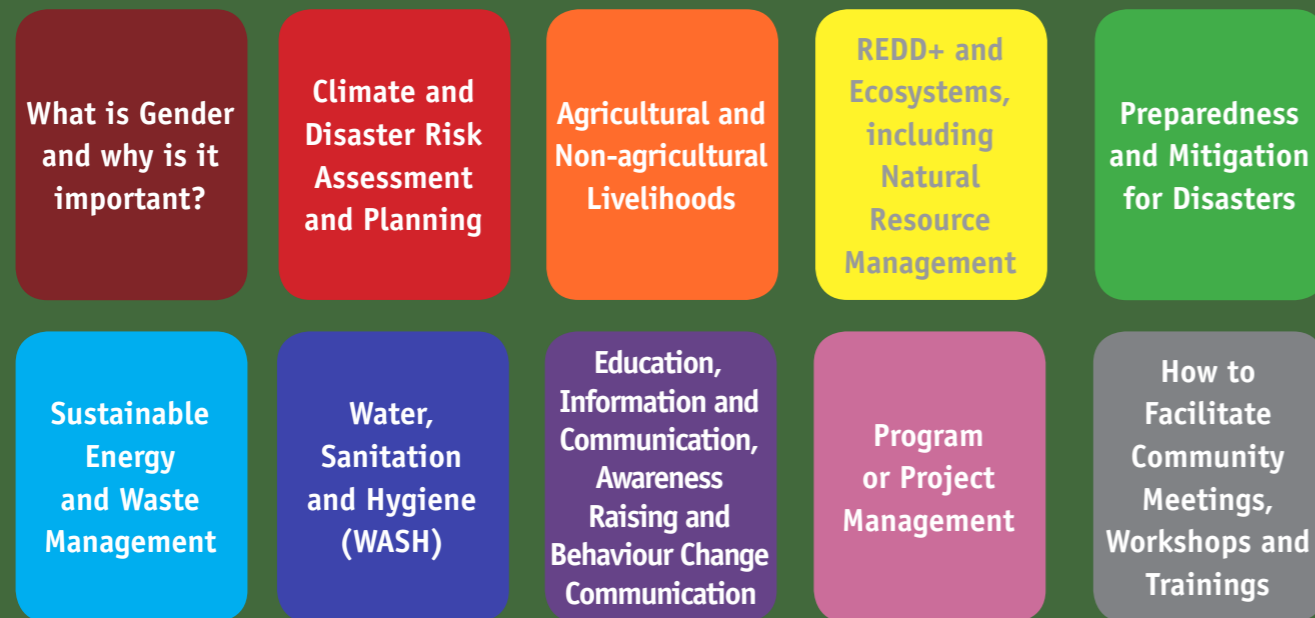 What is Gender
and why is it
important?
Climate and
Disaster Risk
Assessment
and Planning
Agricultural and
Non-agricultural
Livelihoods
REDD+ and
Ecosystems,
including
Natural
Resource
Management
Preparedness
and Mitigation
for Disasters
Sustainable
Energy
and Waste
Management
Water,
Sanitation
and Hygiene
(WASH)
Education,
Information and
Communication,
Awareness
Raising and
Behaviour Change
Communication
Program
or Project
Management
How to
Facilitate
Community
Meetings,
Workshops and
Trainings